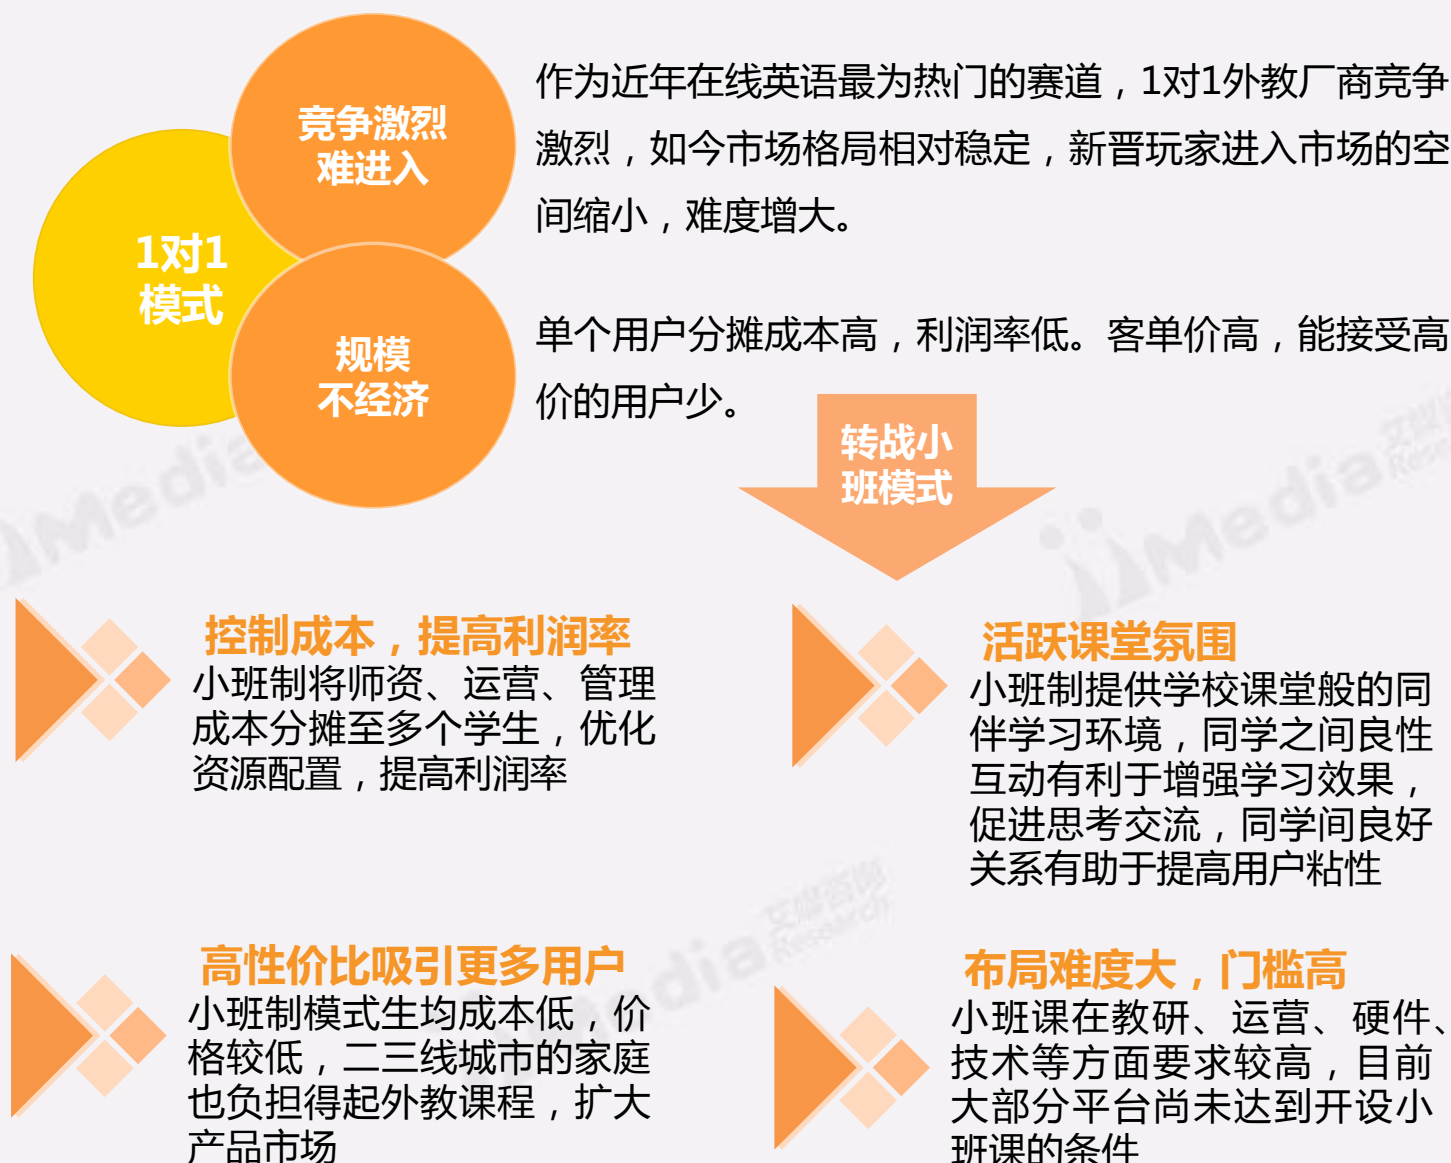 竞争激烈
难进入
1对1
模式
规模
不经济
作为近年在线英语最为热门的赛道，1对1外教厂商竞争
激烈，如今市场格局相对稳定，新晋玩家进入市场的空
间缩小，难度增大。
单个用户分摊成本高，利润率低。客单价高，能接受高
价的用户少。
转战小
班模式
控制成本，提高利润率
小班制将师资、运营、管理
成本分摊至多个学生，优化
资源配置，提高利润率
活跃课堂氛围
小班制提供学校课堂般的同
伴学习环境，同学之间良性
互动有利于增强学习效果，
促进思考交流，同学间良好
关系有助于提高用户粘性
高性价比吸引更多用户
小班制模式生均成本低，价
格较低，二三线城市的家庭
也负担得起外教课程，扩大
产品市场
布局难度大，门槛高
小班课在教研、运营、硬件、
技术等方面要求较高，目前
大部分平台尚未达到开设小
班课的条件
iiMedia
iiMedia
iiMedia 艾媒咨询
Research